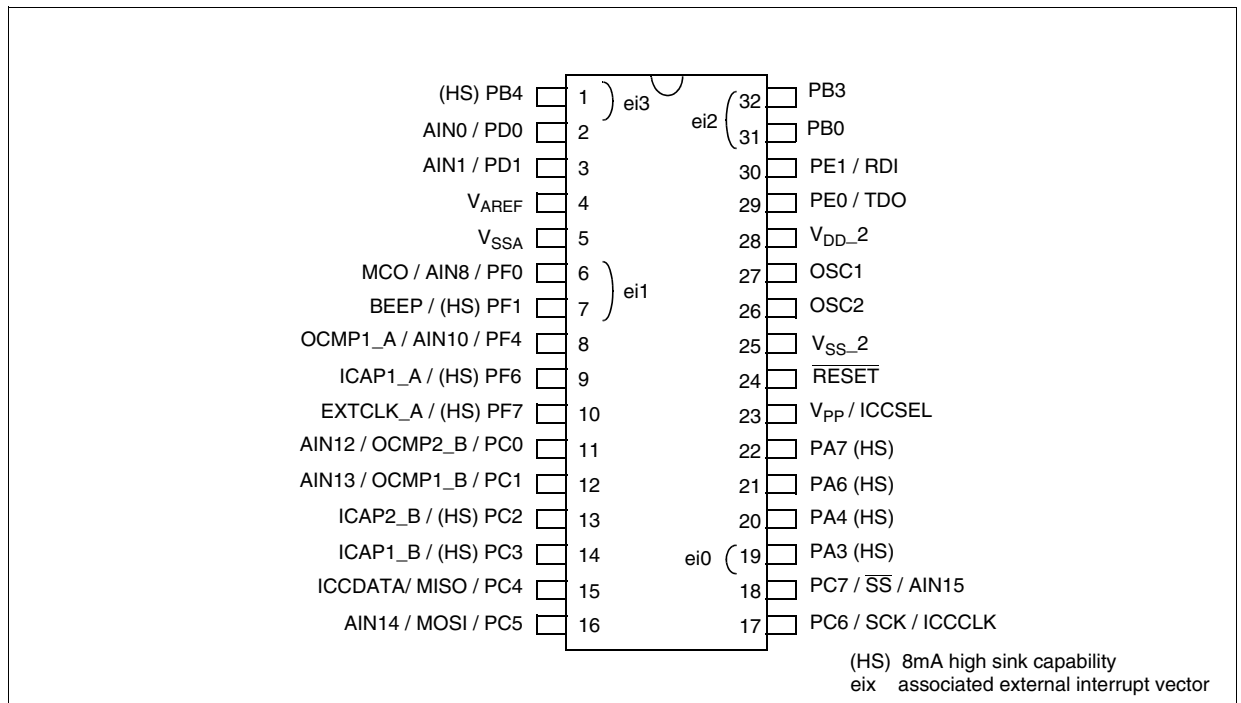 (HS) PB4 1 ei3
AIN0 / PD0 2
AIN1 / PD1 3
VAREF 4
VSSA 5
MCO / AIN8 / PF0 6
ei1
BEEP / (HS) PF1 7
OCMP1_A / AIN10 / PF4 8
ICAP1_A / (HS) PF6 9
EXTCLK_A / (HS) PF7 10
AIN12 / OCMP2_B / PC0 11
AIN13 / OCMP1_B / PC1 12
ICAP2_B / (HS) PC2 13
ICAP1_B / (HS) PC3 14
ICCDATA/ MISO / PC4 15
AIN14 / MOSI / PC5 16
32 PB3
ei2
31 PB0
30 PE1 / RDI
29 PE0 / TDO
28 VDD_2
27 OSC1
26 OSC2
25 VSS_2
24 RESET
23 VPP / ICCSEL
22 PA7 (HS)
21 PA6 (HS)
20 PA4 (HS)
ei0 19 PA3 (HS)
18 PC7 / SS / AIN15
17 PC6 / SCK / ICCCLK
(HS) 8mA high sink capability
eix associated external interrupt vector